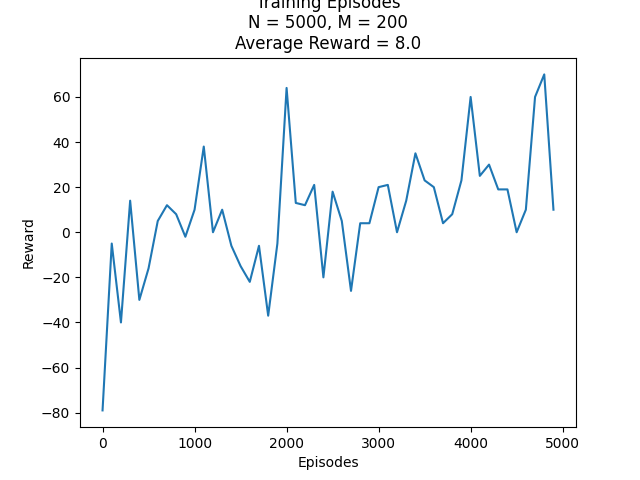 Training Episodes
N = 5000, M = 200
Average Reward = 8.0
60
40
20
0
−20
−40
−60
−80
Reward
0
1000
2000
3000
4000
5000
Episodes